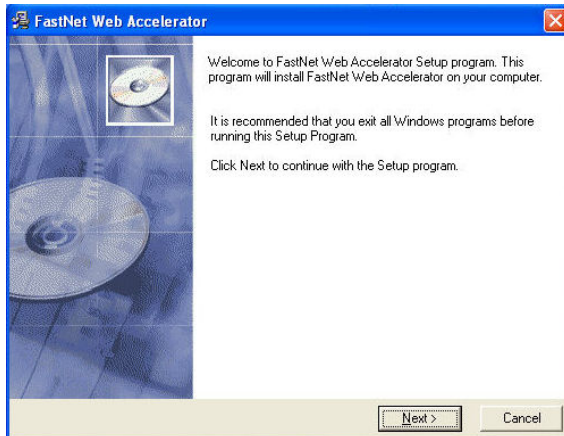 FastNet Web Accelerator
Welcome to FastNet Web Accelerator Setup program. This
program will install FastNet Web Accelerator on your computer.
It is recommended that you exit all Windows programs before
running this Setup Program.
Click Next to continue with the Setup program.
Next >
Cancel